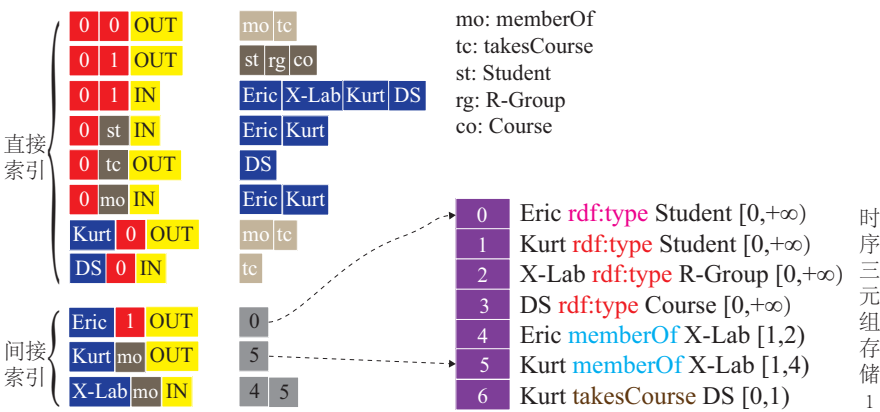 直接索引
0 0 OUT mo tc
0 1 OUT st rg co
0 1 IN Eric X-Lab Kurt DS
0 st IN Eric Kurt
0 tc OUT DS
0 mo IN Eric Kurt
Kurt 0 OUT mo tc
DS 0 IN tc
间接索引
Eric 1 OUT 0
Kurt mo OUT 5
X-Lab mo IN 4 5
mo: memberOf
tc: takesCourse
st: Student
rg: R-Group
co: Course
0 Eric rdf:type Student [0,+∞)
1 Kurt rdf:type Student [0,+∞)
2 X-Lab rdf:type R-Group [0,+∞)
3 DS rdf:type Course [0,+∞)
4 Eric memberOf X-Lab [1,2)
5 Kurt memberOf X-Lab [1,4)
6 Kurt takesCourse DS [0,1)
时序三元组存储1